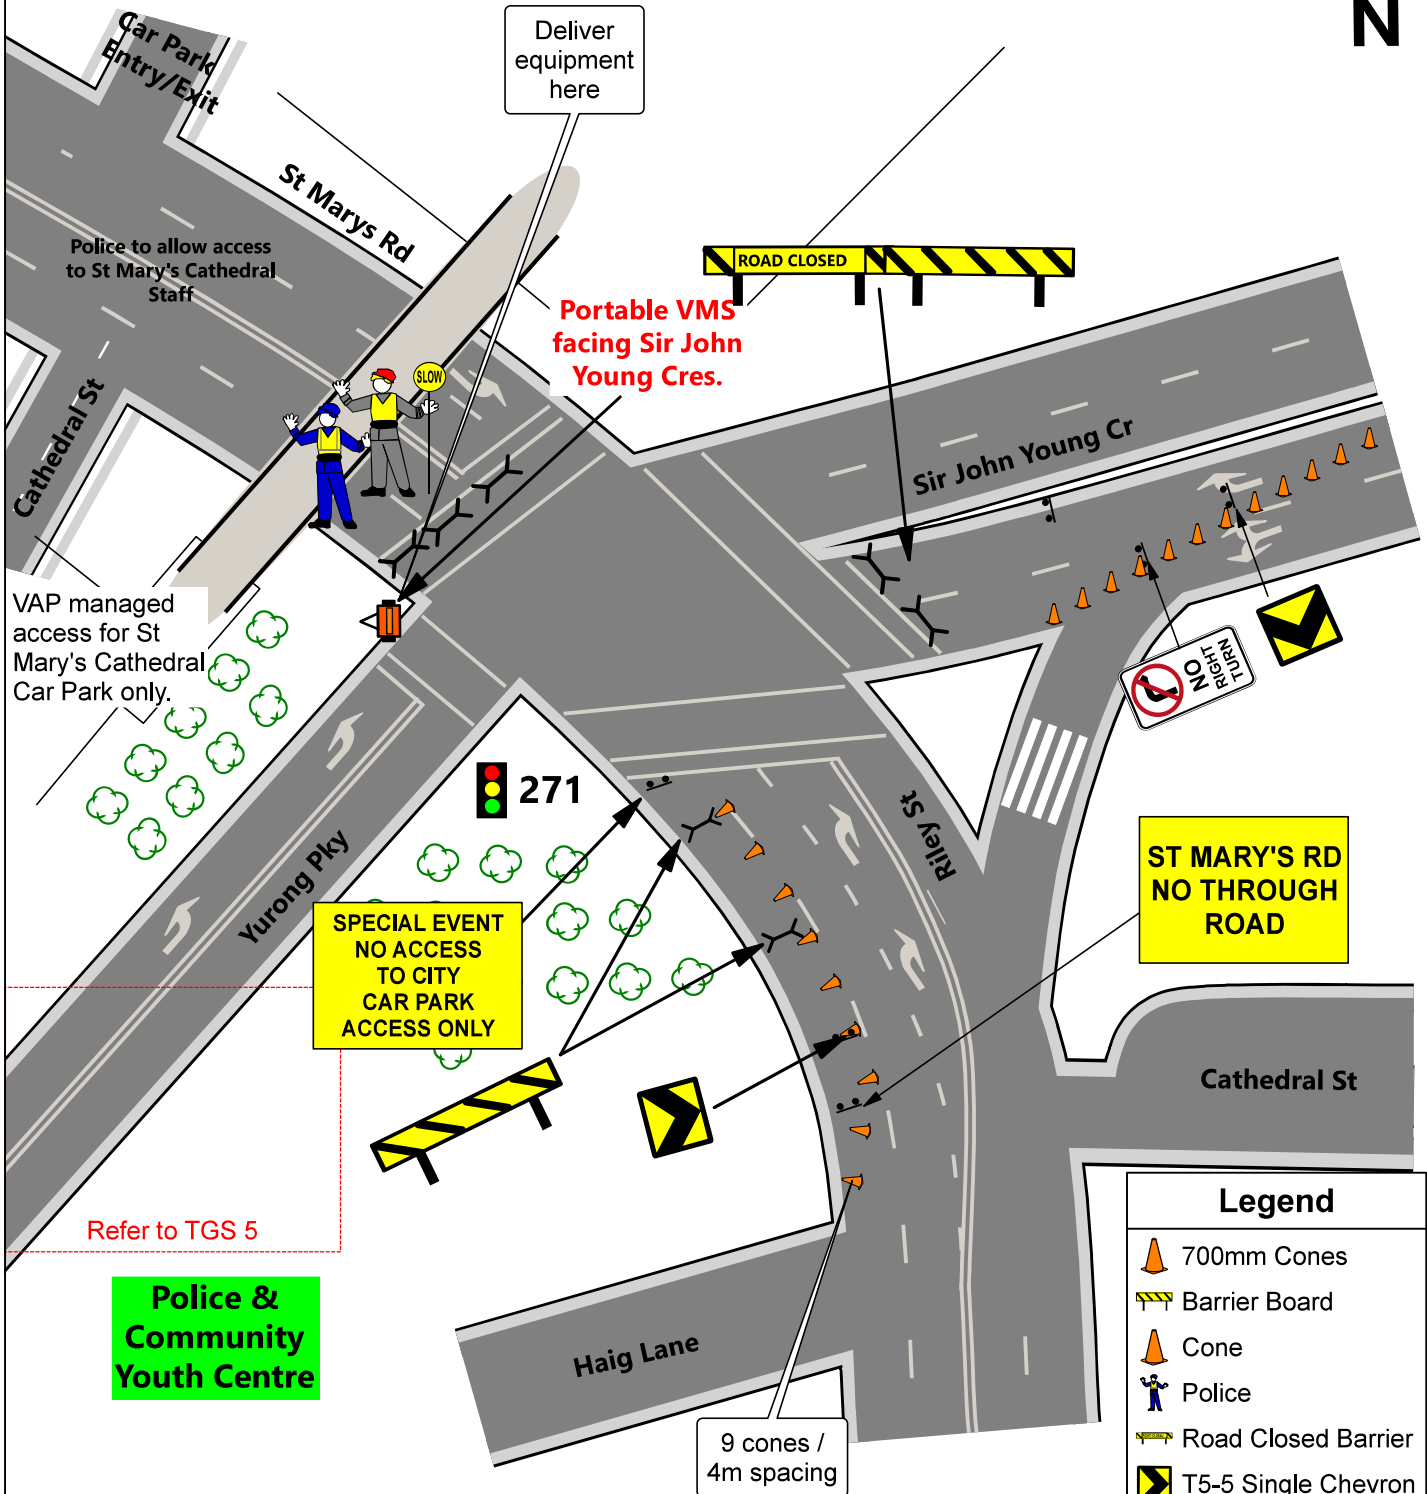 N
Car Park
Entry/Exit
Deliver
equipment
here
St Marys Rd
Police to allow access
to St Mary's Cathedral
Staff
ROAD CLOSED
Portable VMS
facing Sir John
Young Cres.
SLOW
Cathedral St
Sir John Young Cr
VAP managed
access for St
Mary's Cathedral
Car Park only.
NO
RIGHT
TURN
271
Riley St
Yurong Pky
ST MARY'S RD
NO THROUGH
ROAD
SPECIAL EVENT
NO ACCESS
TO CITY
CAR PARK
ACCESS ONLY
Cathedral St
Refer to TGS 5
Police &
Community
Youth Centre
Haig Lane
9 cones /
4m spacing
Legend
700mm Cones
Barrier Board
Cone
Police
Road Closed Barrier
T5-5 Single Chevron